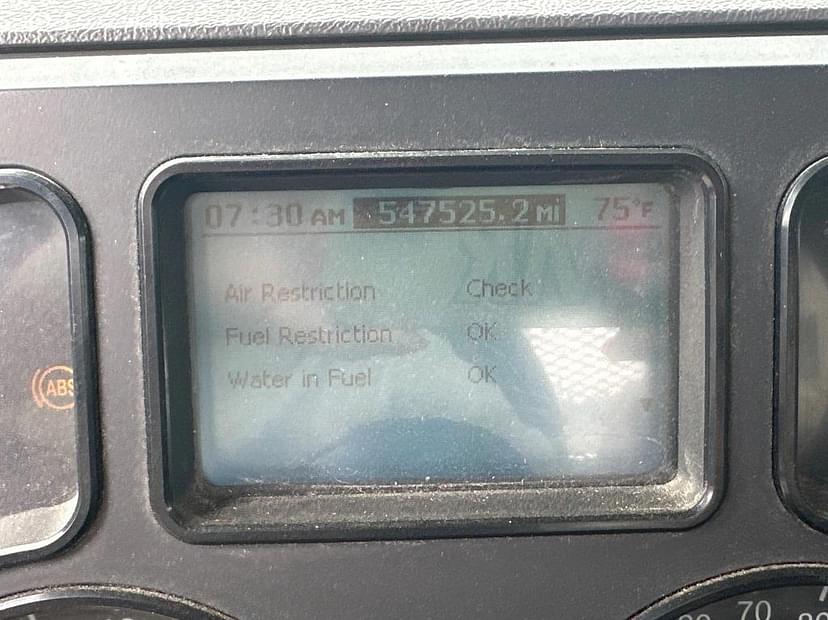 07:30 AM 547525.2 Mi 75°F
Air Restriction Check
Fuel Restriction OK
Water in Fuel OK
ABS
70